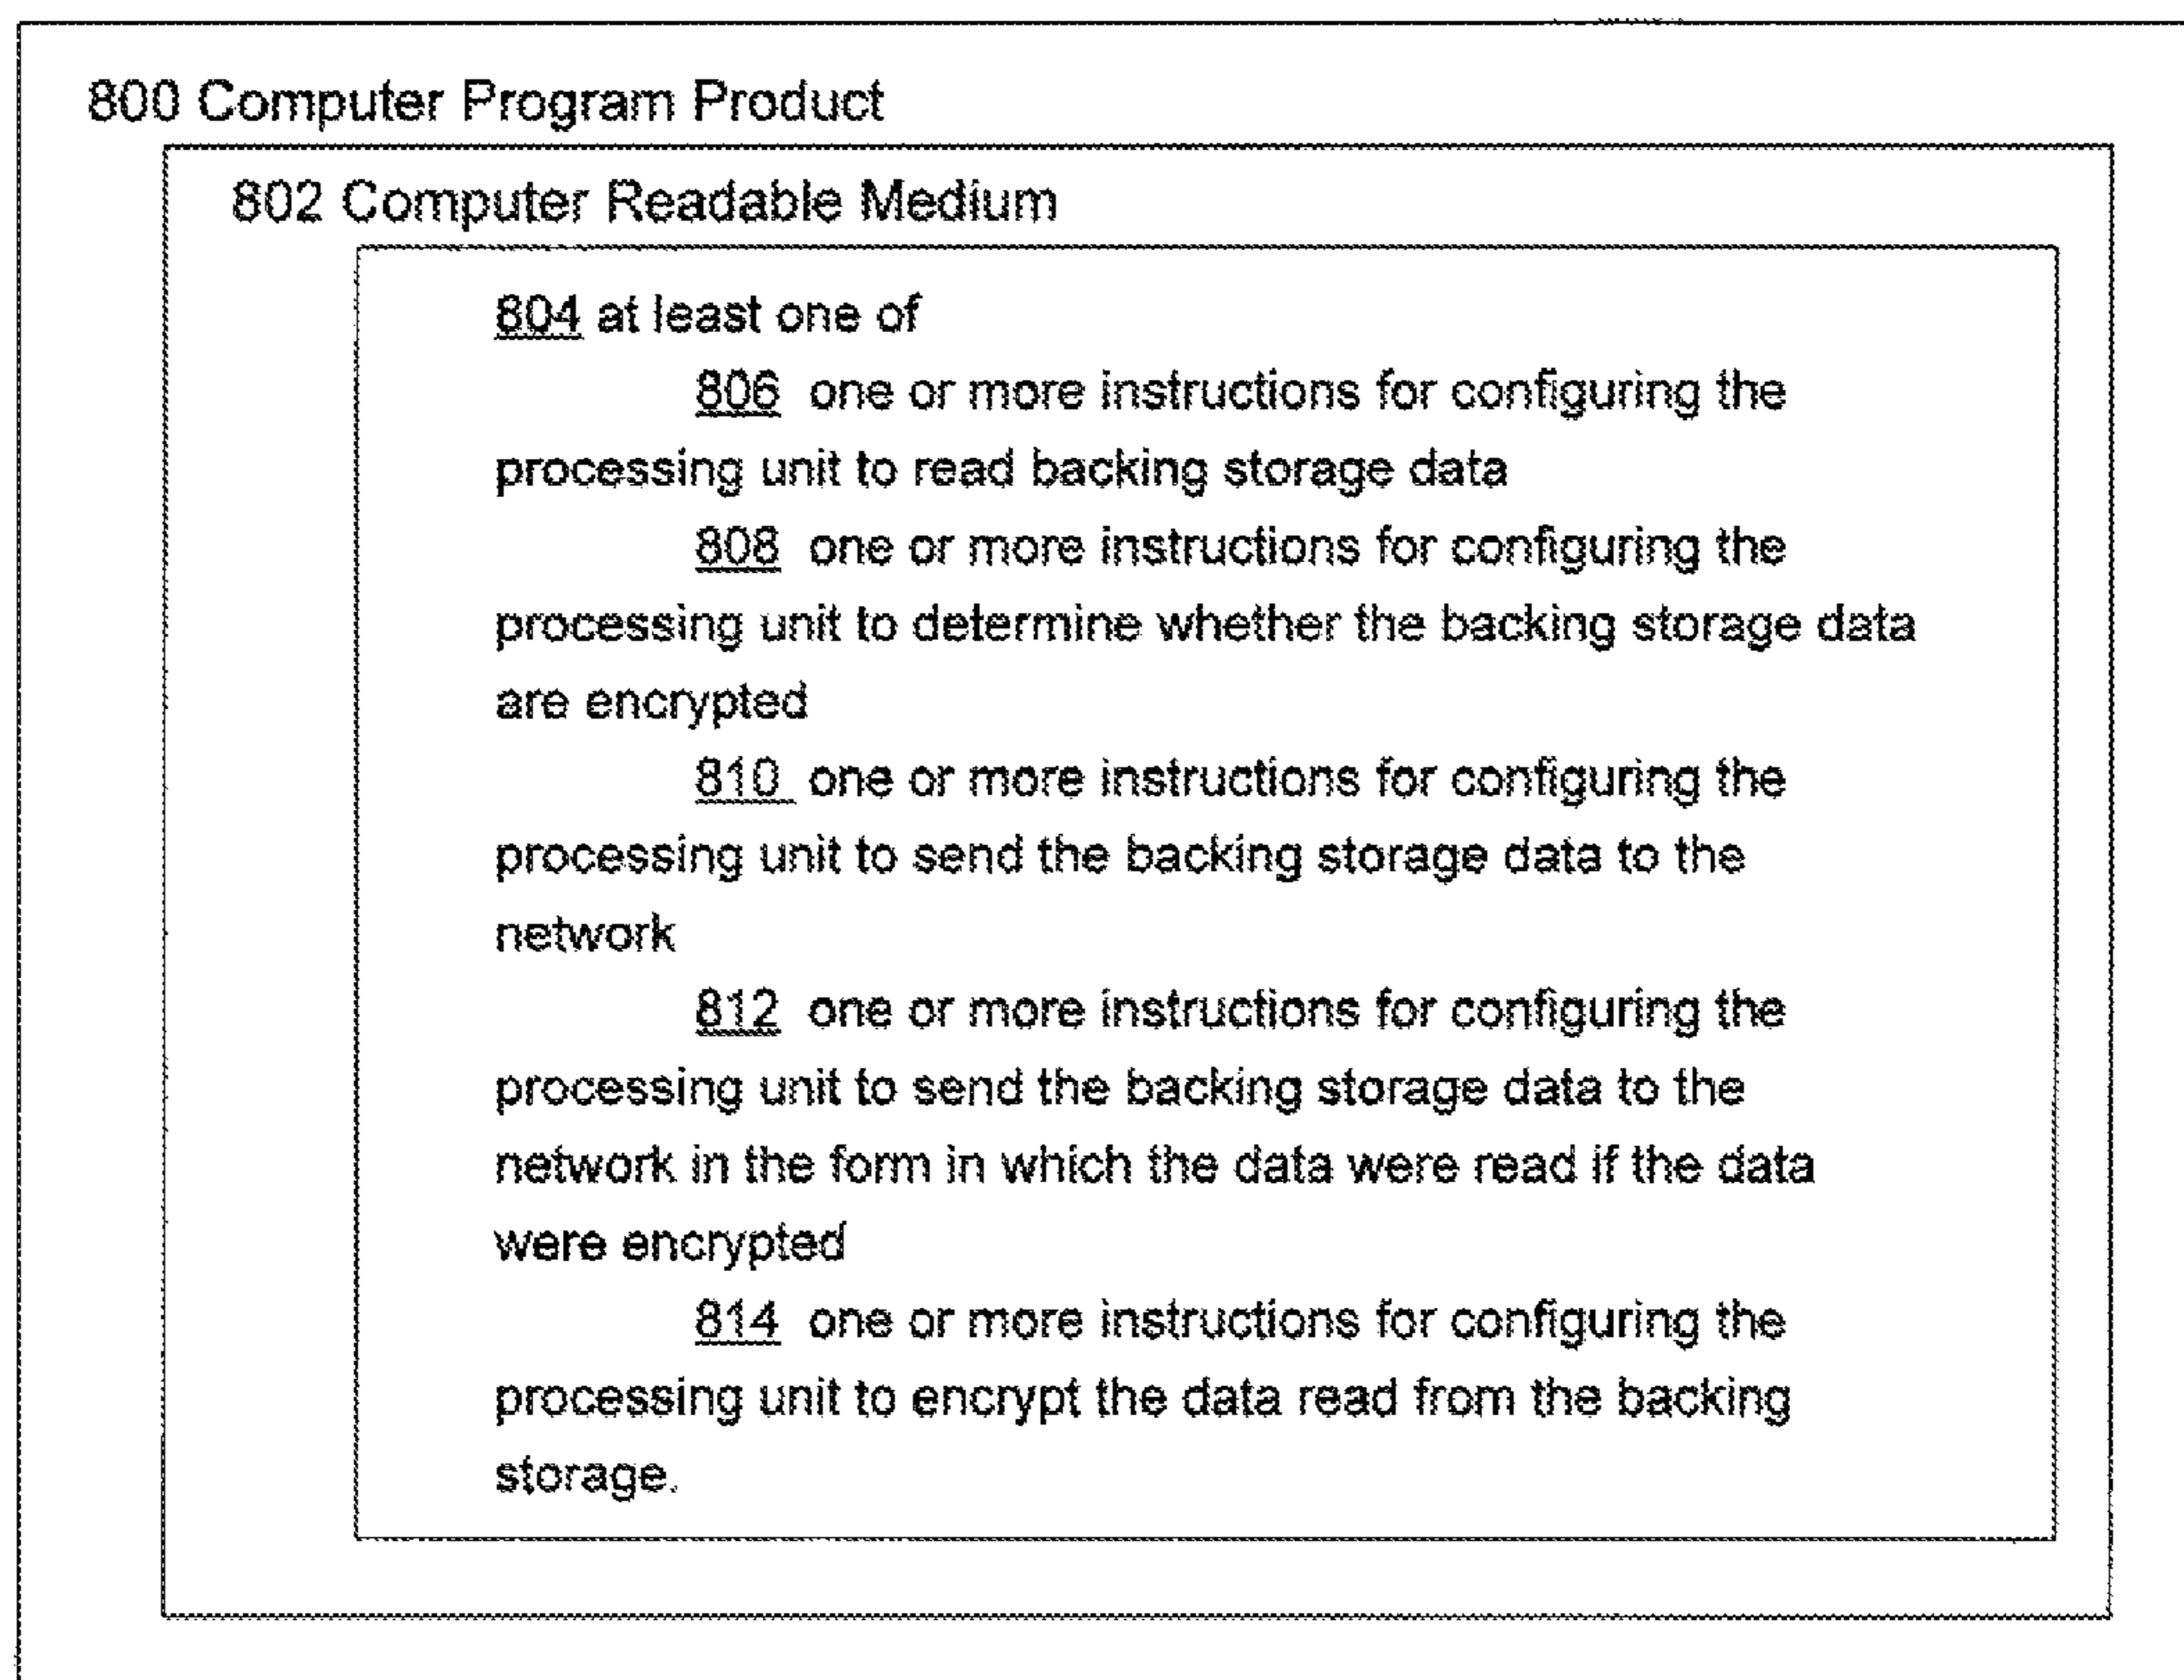 800 Computer Program Product
802 Computer Readable Medium
804 at least one of
806 one or more instructions for configuring the
processing unit to read backing storage data
808 one or more instructions for configuring the
processing unit to determine whether the backing storage data
are encrypted
810 one or more instructions for configuring the
processing unit to send the backing storage data to the
network
812 one or more instructions for configuring the
processing unit to send the backing storage data to the
network in the form in which the data were read if the data
were encrypted
814 one or more instructions for configuring the
processing unit to encrypt the data read from the backing
storage.